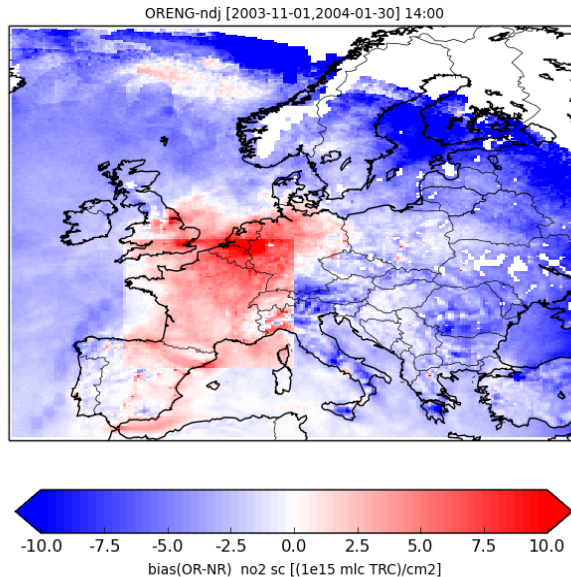 ORENG-ndj [2003-11-01,2004-01-30] 14:00
-10.0 -7.5 -5.0 -2.5 0.0 2.5 5.0 7.5 10.0
bias(OR-NR)  no2 sc [(1e15 mlc TRC)/cm2]